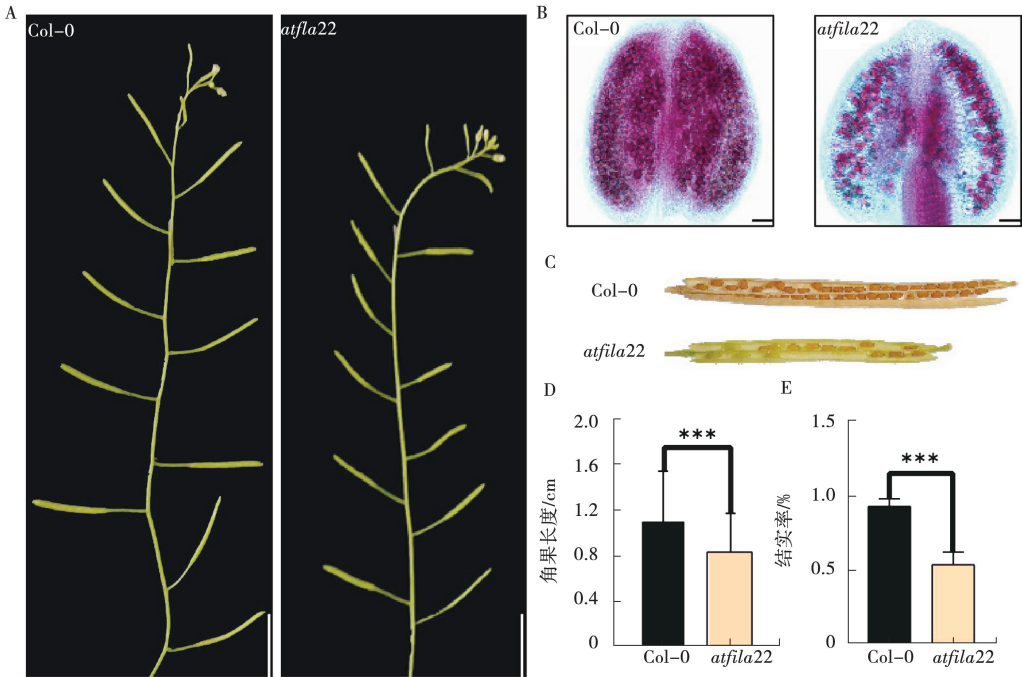 A
Col-0
atfla22
B
Col-0
atfila22
C
Col-0
atfila22
D
角果长度/cm
2.0
1.6
1.2
0.8
0.4
0
***
Col-0
atfila22
E
结实率/%
1.5
1.0
0.5
0
***
Col-0
atfila22